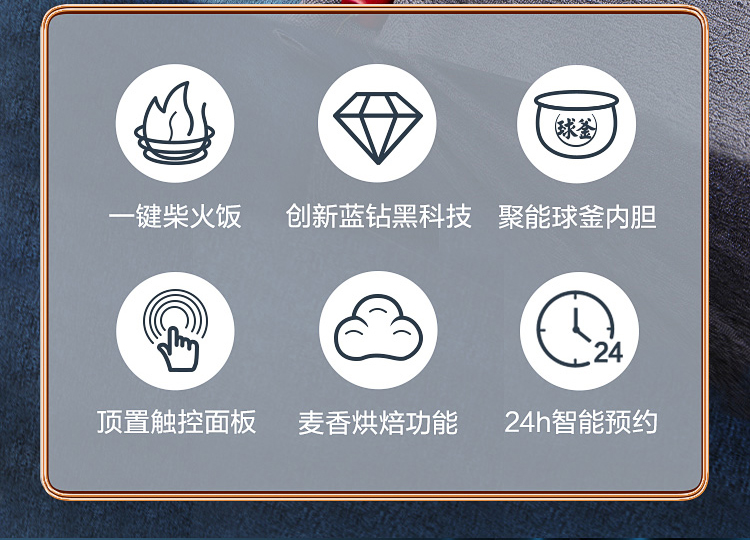 球釜
一键柴火饭
创新蓝钻黑科技
聚能球釜内胆
24
顶置触控面板
麦香烘焙功能
24h智能预约